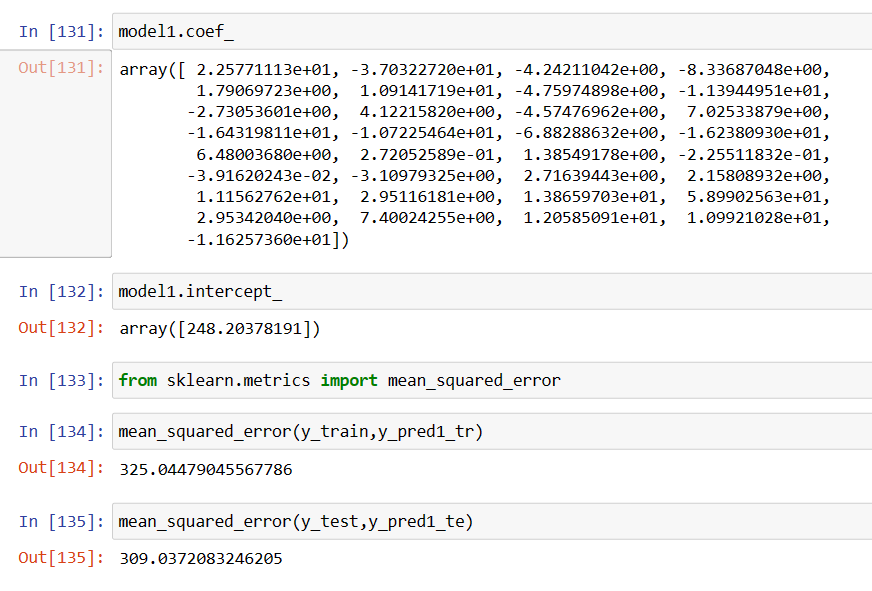 In [131]: model1.coef_
Out[131]: array([ 2.25771113e+01, -3.70322720e+01, -4.24211042e+00, -8.33687048e+00,
1.79069723e+00, 1.09141719e+01, -4.75974898e+00, -1.13944951e+01,
-2.73053601e+00, 4.12215820e+00, -4.57476962e+00, 7.02533879e+00,
-1.64319811e+01, -1.07225464e+01, -6.88288632e+00, -1.62380930e+01,
6.48003680e+00, 2.72052589e-01, 1.38549178e+00, -2.25511832e-01,
-3.91620243e-02, -3.10979325e+00, 2.71639443e+00, 2.15808932e+00,
1.11562762e+01, 2.95116181e+00, 1.38659703e+01, 5.89902563e+01,
2.95342040e+00, 7.40024255e+00, 1.20585091e+01, 1.09921028e+01,
-1.16257360e+01])
In [132]: model1.intercept_
Out[132]: array([248.20378191])
In [133]: from sklearn.metrics import mean_squared_error
In [134]: mean_squared_error(y_train,y_pred1_tr)
Out[134]: 325.04479045567786
In [135]: mean_squared_error(y_test,y_pred1_te)
Out[135]: 309.0372083246205